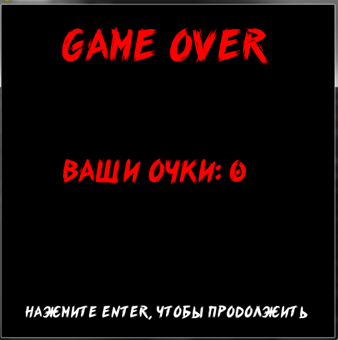 GAME OVER
ВАШИ ОЧКИ: 0
НАЖМИТЕ ENTER, ЧТОБЫ ПРОДОЛЖИТЬ